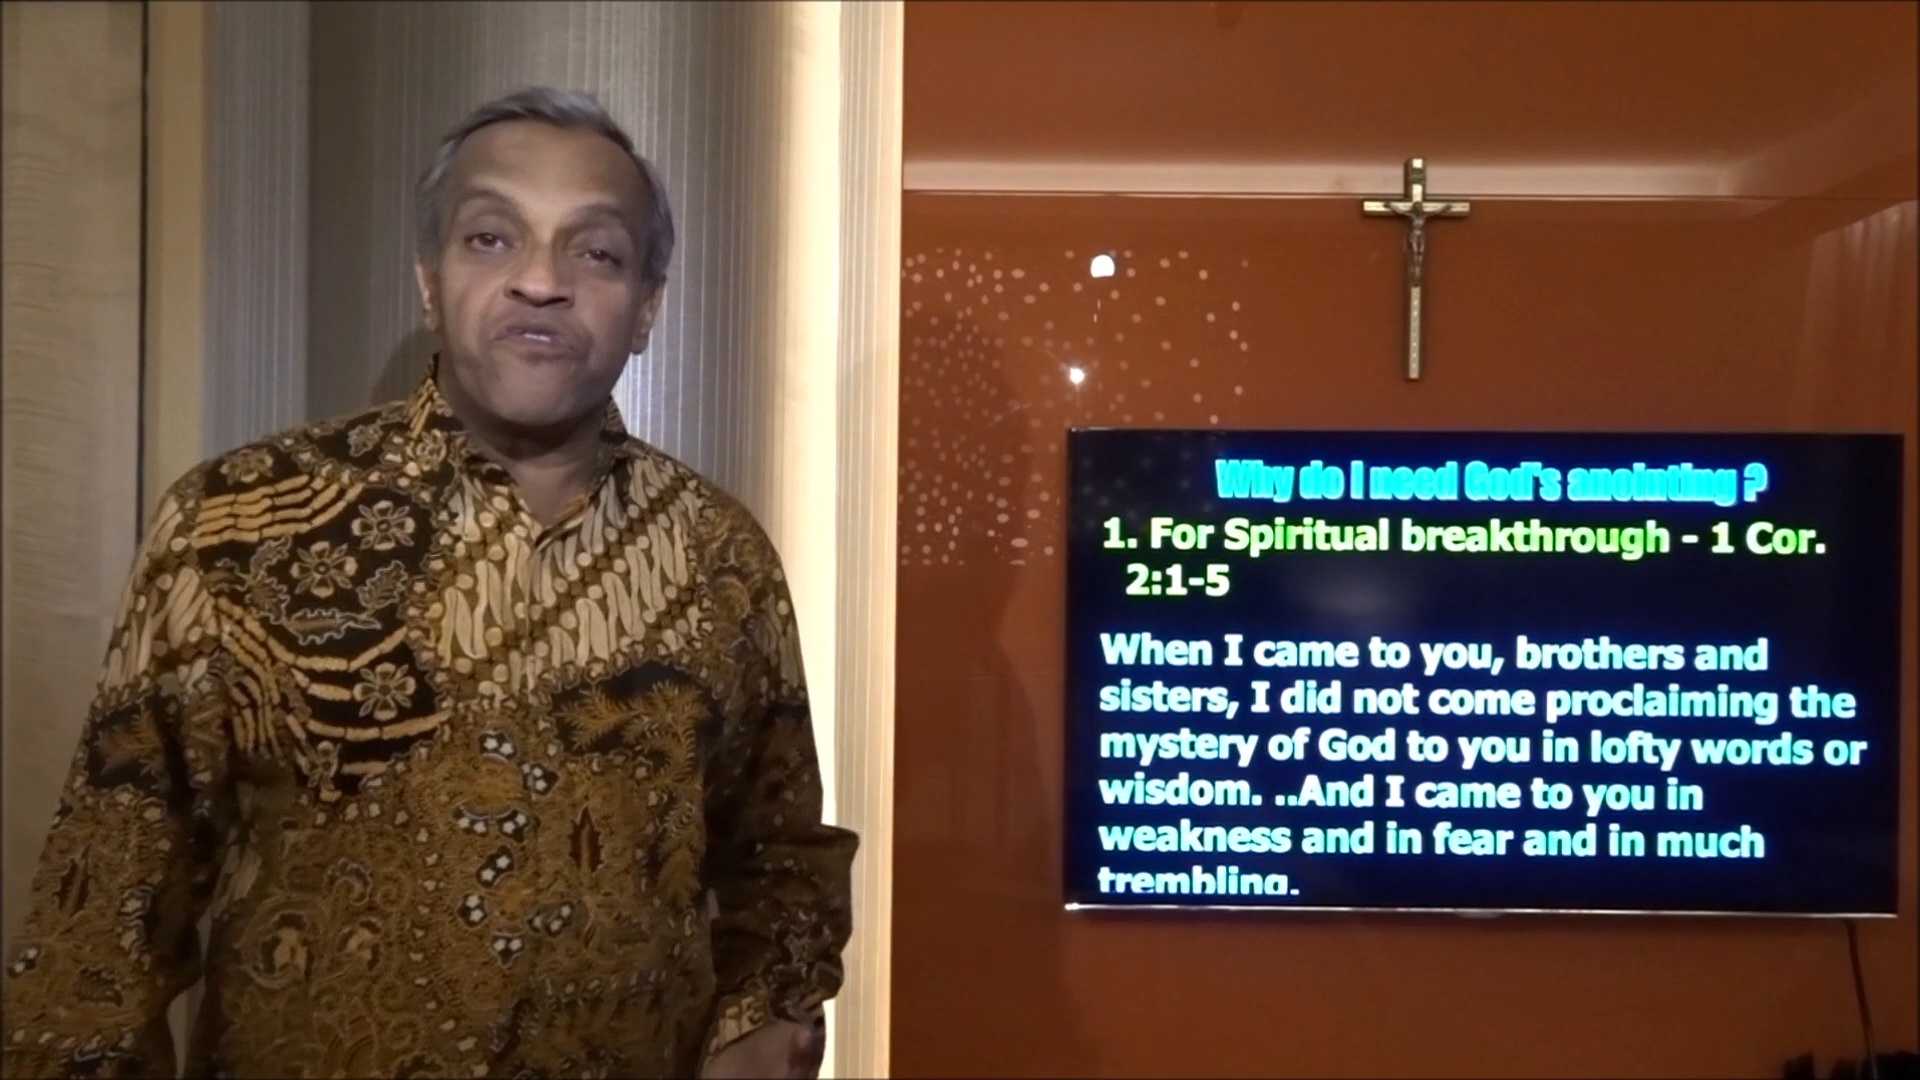 Why do I need God's anointing ?
1. For Spiritual breakthrough - 1 Cor.
2:1-5
When I came to you, brothers and
sisters, I did not come proclaiming the
mystery of God to you in lofty words or
wisdom. ..And I came to you in
weakness and in fear and in much
trembling.